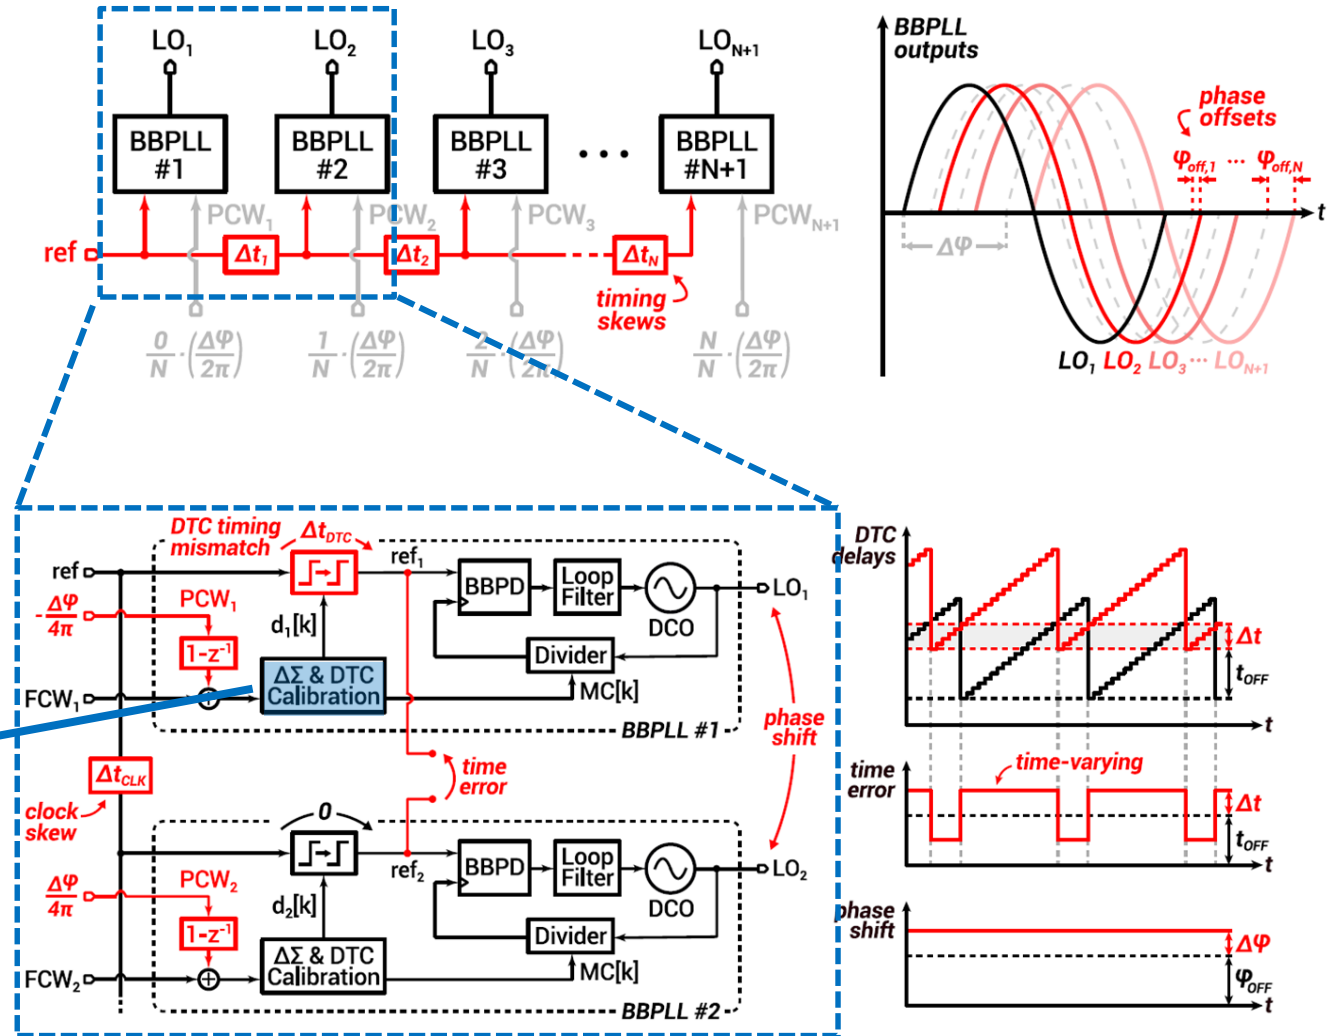 LO1 LO2 LO3 LON+1
BBPLL #1
BBPLL #2
BBPLL #3
• • •
BBPLL #N+1
PCW1 PCW2 PCW3 PCWN+1
ref
Δt1 Δt2 ΔtN
timing skews
0/N · (Δφ/2π)
1/N · (Δφ/2π)
2/N · (Δφ/2π)
N/N · (Δφ/2π)
BBPLL outputs
phase offsets
φoff,1 ... φoff,N
t
Δφ
LO1 LO2 LO3 ... LON+1
DTC timing mismatch
ΔtDTC
ref
ref1
-Δφ/4π
PCW1
1-z-1
d1[k]
BBPD
Loop Filter
DCO
LO1
Divider
FCW1
+
ΔΣ & DTC Calibration
MC[k]
BBPLL #1
phase shift
time error
ΔtCLK
clock skew
0
ref2
Δφ/4π
PCW2
1-z-1
d2[k]
BBPD
Loop Filter
DCO
LO2
Divider
FCW2
+
ΔΣ & DTC Calibration
MC[k]
BBPLL #2
DTC delays
Δt
tOFF
t
time error
time-varying
Δt
tOFF
t
phase shift
Δφ
φOFF
t